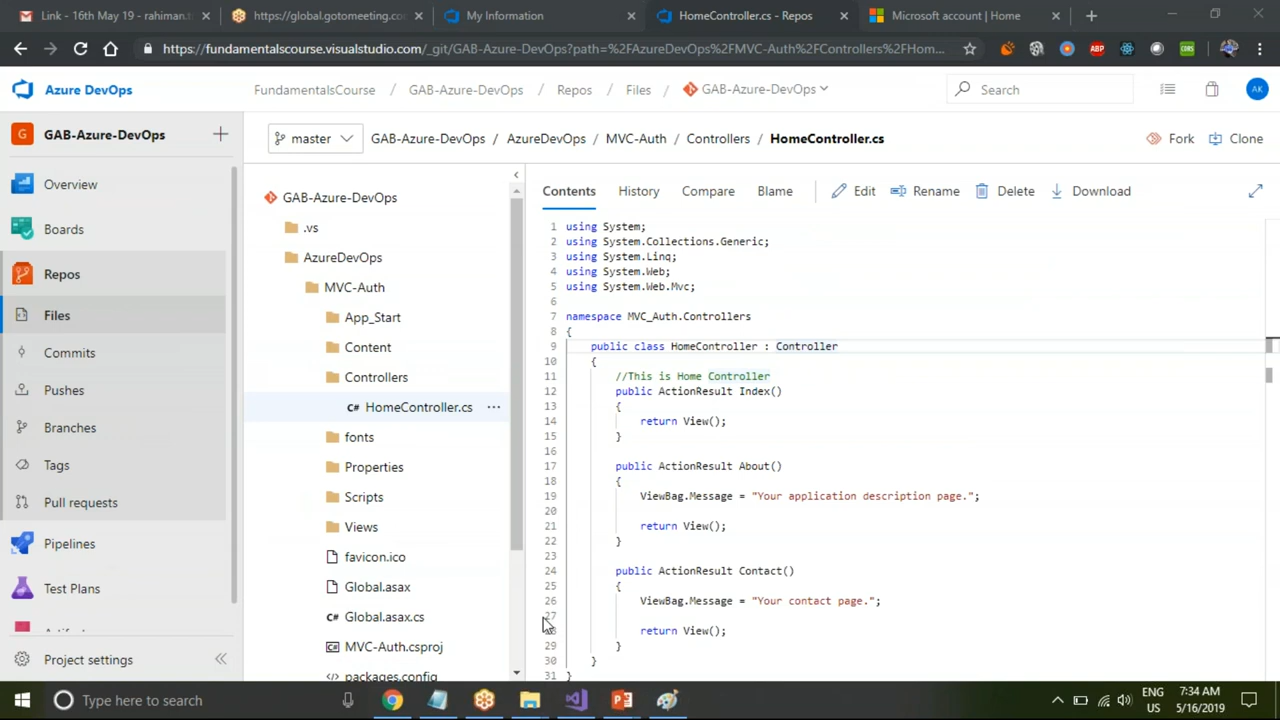 Link - 16th May 19 - rahiman.t
https://global.gotomeeting.co
My Information
HomeController.cs - Repos
Microsoft account | Home
https://fundamentalscourse.visualstudio.com/_git/GAB-Azure-DevOps?path=%2FAzureDevOps%2FMVC-Auth%2FControllers%2FHom...
ABP
CORS
Azure DevOps
FundamentalsCourse / GAB-Azure-DevOps / Repos / Files / GAB-Azure-DevOps
Search
AK
G GAB-Azure-DevOps
master
GAB-Azure-DevOps / AzureDevOps / MVC-Auth / Controllers / HomeController.cs
Fork
Clone
Overview
Boards
Repos
Files
Commits
Pushes
Branches
Tags
Pull requests
Pipelines
Test Plans
Project settings
GAB-Azure-DevOps
.vs
AzureDevOps
MVC-Auth
App_Start
Content
Controllers
C# HomeController.cs ...
fonts
Properties
Scripts
Views
favicon.ico
Global.asax
C# Global.asax.cs
MVC-Auth.csproj
packages.config
Contents
History
Compare
Blame
Edit
Rename
Delete
Download
1 using System;
2 using System.Collections.Generic;
3 using System.Linq;
4 using System.Web;
5 using System.Web.Mvc;
6
7 namespace MVC_Auth.Controllers
8 {
9 public class HomeController : Controller
10 {
11 //This is Home Controller
12 public ActionResult Index()
13 {
14 return View();
15 }
16
17 public ActionResult About()
18 {
19 ViewBag.Message = "Your application description page.";
20
21 return View();
22 }
23
24 public ActionResult Contact()
25 {
26 ViewBag.Message = "Your contact page.";
27
28 return View();
29 }
30 }
31 }
Type here to search
ENG
US
7:34 AM
5/16/2019